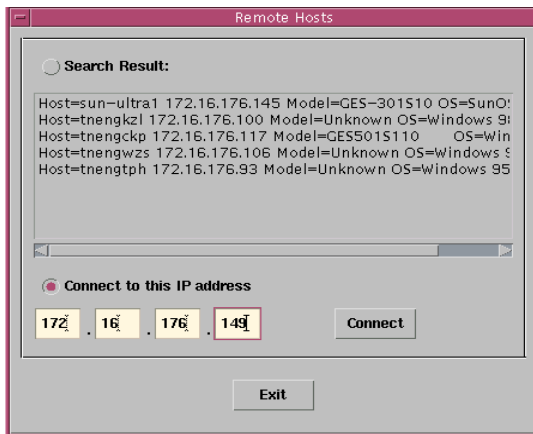 Remote Hosts
Search Result:
Host=sun-ultra1 172.16.176.145 Model=GES-301S10 OS=SunO
Host=tnengkzl 172.16.176.100 Model=Unknown OS=Windows 9
Host=tnengckp 172.16.176.117 Model=GES501S110 OS=Win
Host=tnengwzs 172.16.176.106 Model=Unknown OS=Windows
Host=tnengtph 172.16.176.93 Model=Unknown OS=Windows 95
Connect to this IP address
172 . 16 . 176 . 149 Connect
Exit